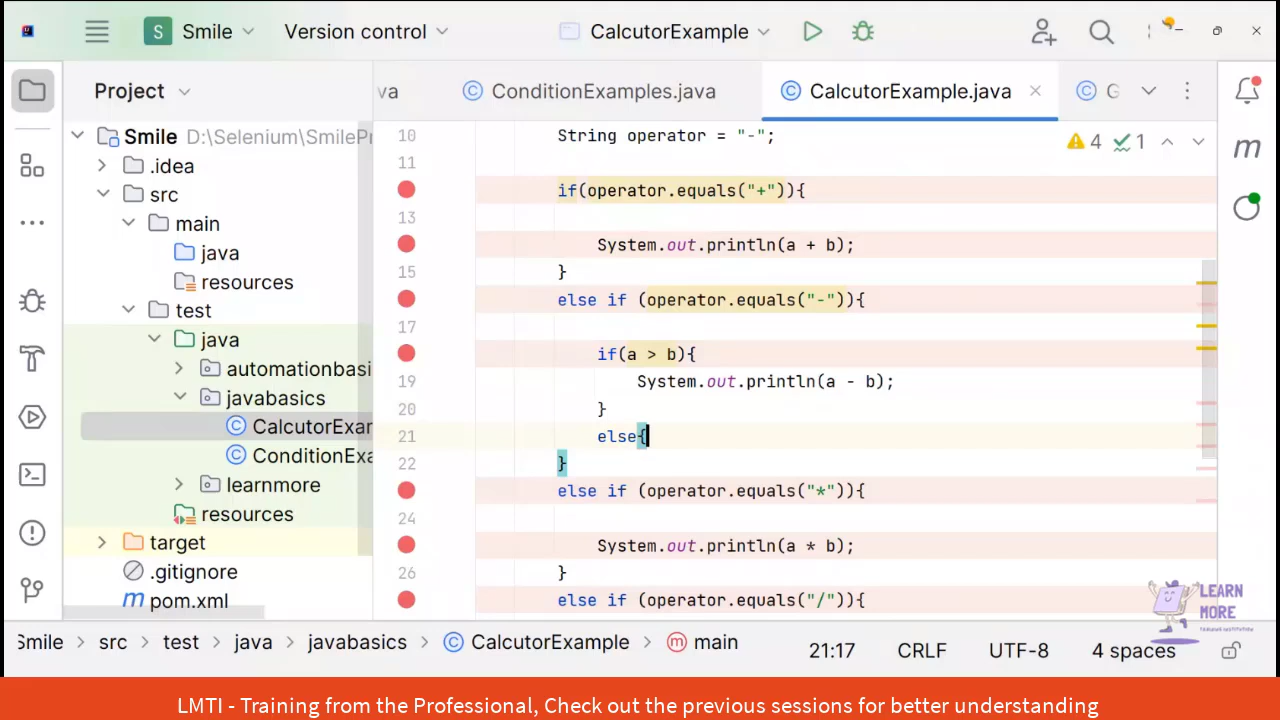 S Smile Version control CalcutorExample
Project va ConditionExamples.java CalcutorExample.java G
Smile D:\Selenium\SmilePr
.idea
src
main
java
resources
test
java
automationbasi
javabasics
CalcutorExar
ConditionExa
learnmore
resources
target
.gitignore
m pom.xml
10 String operator = "-";
4 1
11
if(operator.equals("+")){
13
System.out.println(a + b);
15 }
else if (operator.equals("-")){
17
if(a > b){
19 System.out.println(a - b);
20 }
21 else{
22 }
else if (operator.equals("*")){
24
System.out.println(a * b);
26 }
else if (operator.equals("/")){
m
LEARN
MORE
Smile > src > test > java > javabasics > CalcutorExample > main
21:17 CRLF UTF-8 4 spaces
LMTI - Training from the Professional, Check out the previous sessions for better understanding